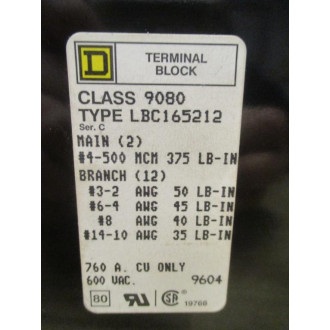 D
TERMINAL
BLOCK
CLASS 9080
TYPE LBC165212
Ser. C
MAIN (2)
#4-500 MCM 375 LB-IN
BRANCH (12)
#3-2 AWG 50 LB-IN
#6-4 AWG 45 LB-IN
#8 AWG 40 LB-IN
#14-10 AWG 35 LB-IN
760 A. CU ONLY
600 VAC. 9604
80 SA 19768